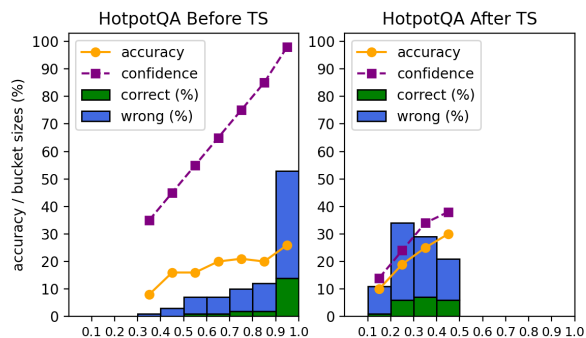 HotpotQA Before TS
HotpotQA After TS
accuracy / bucket sizes (%)
100
90
80
70
60
50
40
30
20
10
0
accuracy
confidence
correct (%)
wrong (%)
0.1 0.2 0.3 0.4 0.5 0.6 0.7 0.8 0.9 1.0
100
90
80
70
60
50
40
30
20
10
0
accuracy
confidence
correct (%)
wrong (%)
0.1 0.2 0.3 0.4 0.5 0.6 0.7 0.8 0.9 1.0